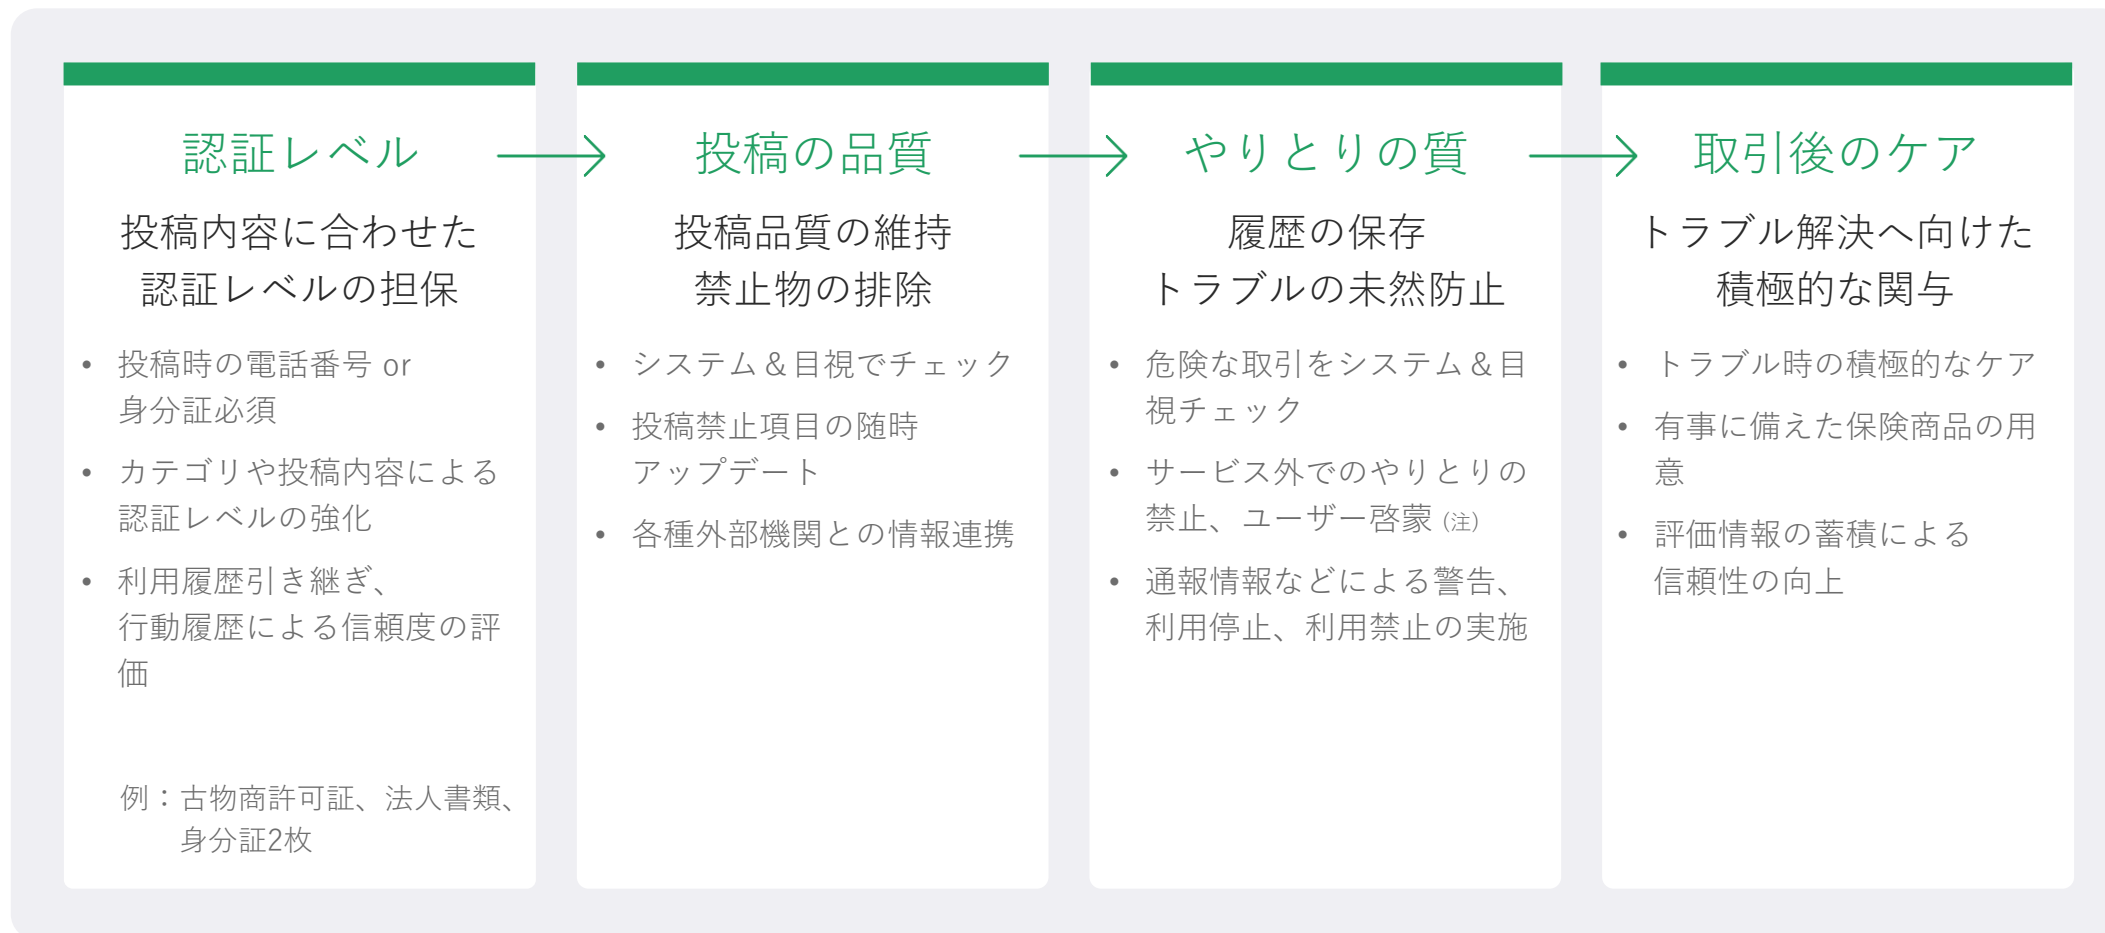 認証レベル
投稿内容に合わせた
認証レベルの担保
• 投稿時の電話番号 or
身分証必須
• カテゴリや投稿内容による
認証レベルの強化
• 利用履歴引き継ぎ、
行動履歴による信頼度の評
価
例：古物商許可証、法人書類、
身分証2枚
投稿の品質
投稿品質の維持
禁止物の排除
• システム＆目視でチェック
• 投稿禁止項目の随時
アップデート
• 各種外部機関との情報連携
やりとりの質
履歴の保存
トラブルの未然防止
• 危険な取引をシステム＆目
視チェック
• サービス外でのやりとりの
禁止、ユーザー啓蒙 (注)
• 通報情報などによる警告、
利用停止、利用禁止の実施
取引後のケア
トラブル解決へ向けた
積極的な関与
• トラブル時の積極的なケア
• 有事に備えた保険商品の用
意
• 評価情報の蓄積による
信頼性の向上